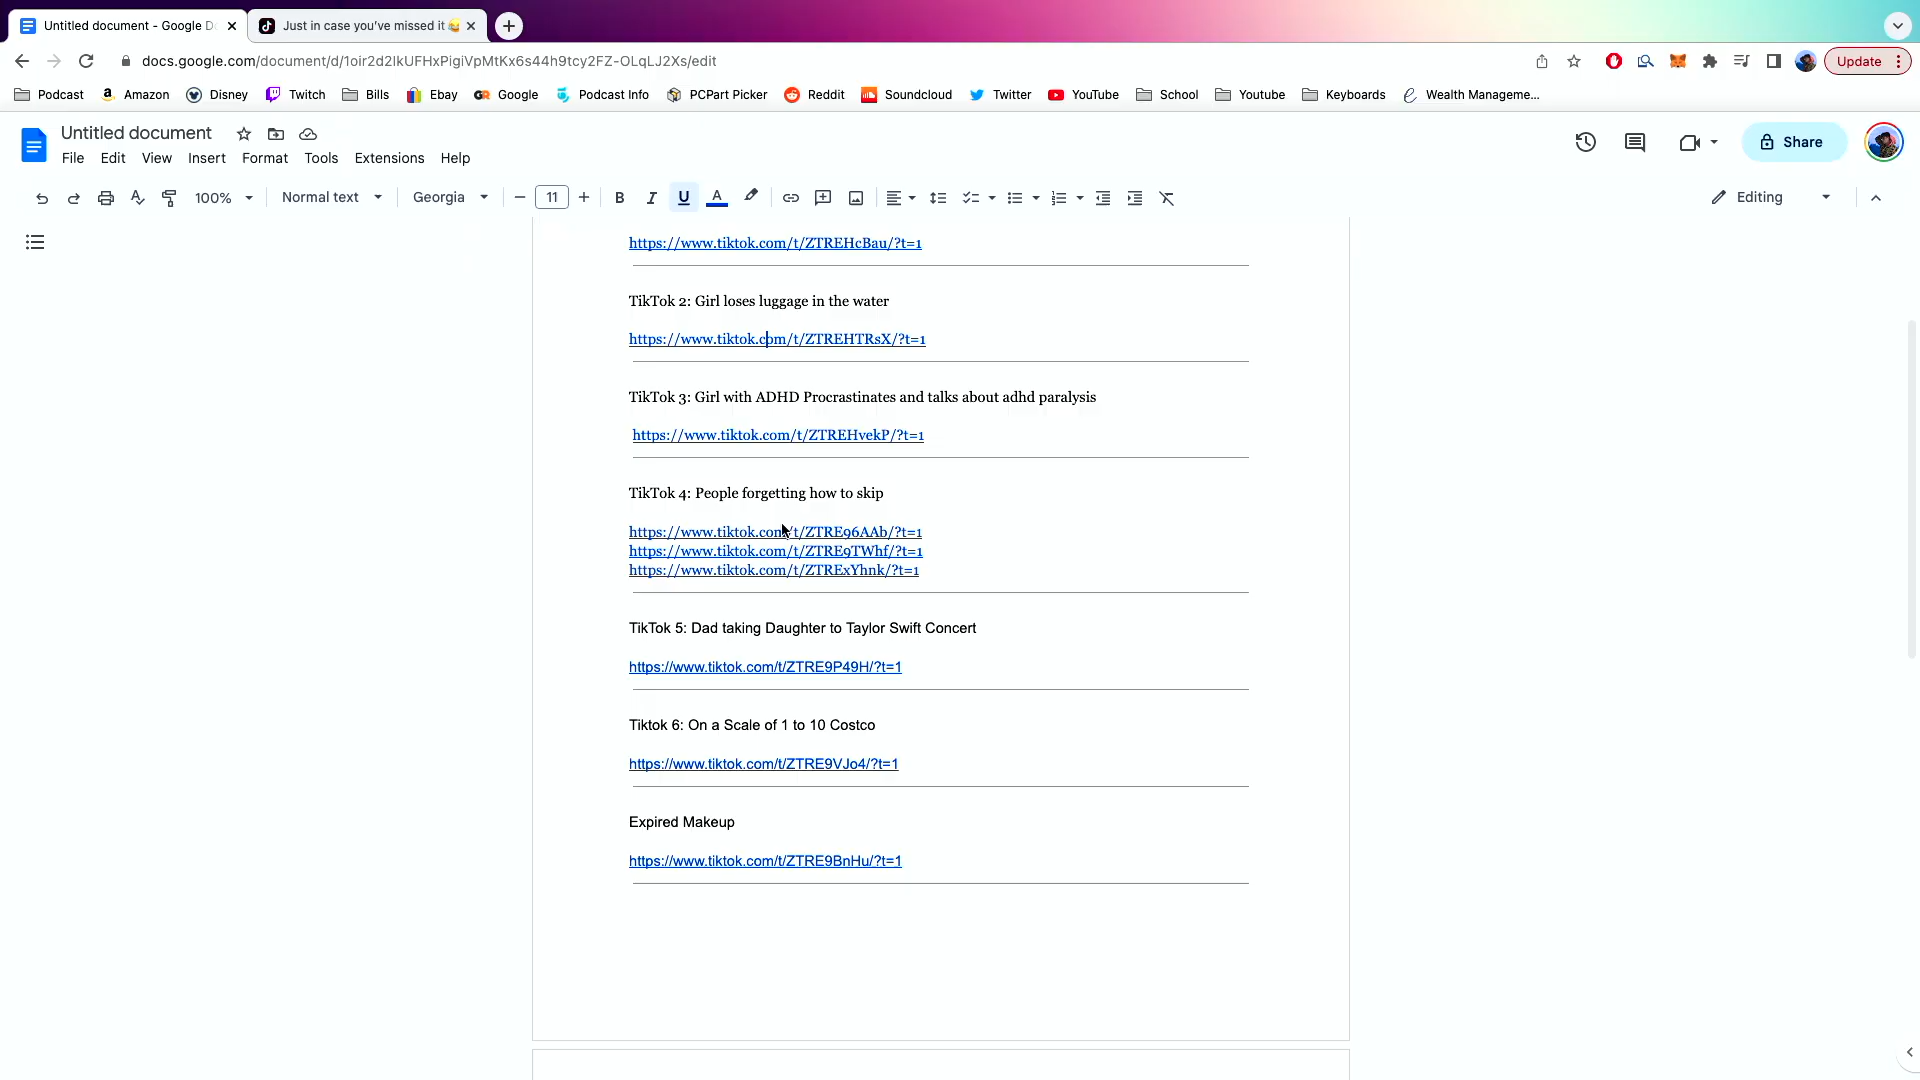 Untitled document - Google D
Just in case you've missed it 😂
docs.google.com/document/d/1oir2d2IkUFHxPigiVpMtKx6s44h9tcy2FZ-OLqLJ2Xs/edit
Update
Podcast Amazon Disney Twitch Bills Ebay Google Podcast Info PCPart Picker Reddit Soundcloud Twitter YouTube School Youtube Keyboards Wealth Manageme...
Untitled document
File Edit View Insert Format Tools Extensions Help
Share
100% Normal text Georgia 11 B I U A Editing
https://www.tiktok.com/t/ZTREHcBau/?t=1
TikTok 2: Girl loses luggage in the water
https://www.tiktok.com/t/ZTREHTRsX/?t=1
TikTok 3: Girl with ADHD Procrastinates and talks about adhd paralysis
https://www.tiktok.com/t/ZTREHvekP/?t=1
TikTok 4: People forgetting how to skip
https://www.tiktok.com/t/ZTRE96AAb/?t=1
https://www.tiktok.com/t/ZTRE9TWhf/?t=1
https://www.tiktok.com/t/ZTRExYhnk/?t=1
TikTok 5: Dad taking Daughter to Taylor Swift Concert
https://www.tiktok.com/t/ZTRE9P49H/?t=1
Tiktok 6: On a Scale of 1 to 10 Costco
https://www.tiktok.com/t/ZTRE9VJo4/?t=1
Expired Makeup
https://www.tiktok.com/t/ZTRE9BnHu/?t=1